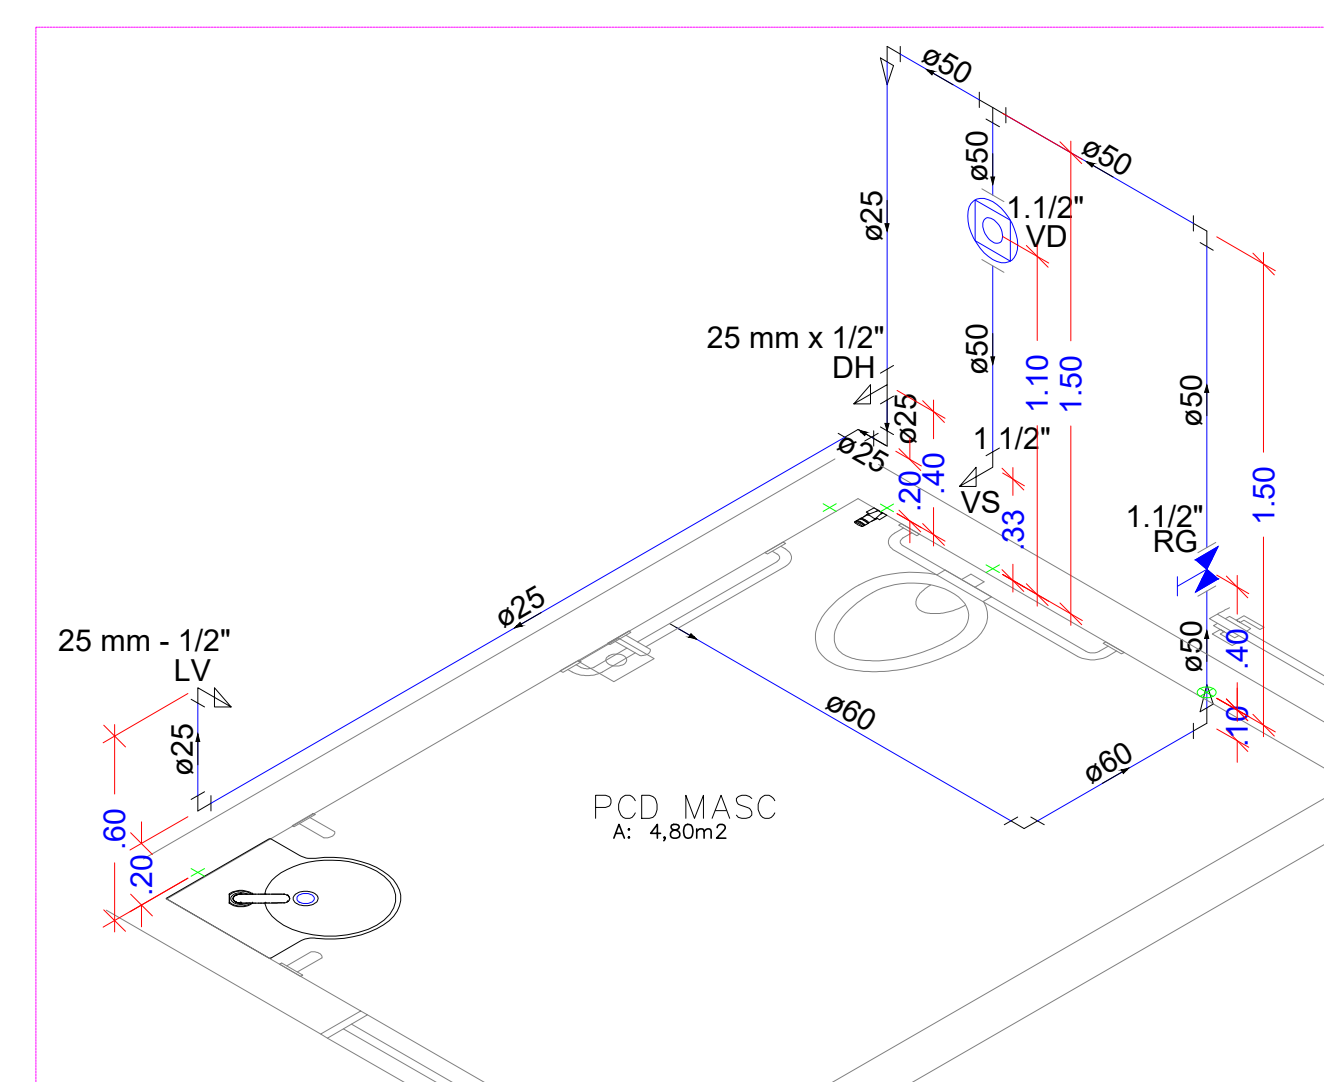 ø50
ø50
ø50
ø25
1.1/2"
VD
25 mm x 1/2"
DH
ø50
1.10
1.50
ø50
ø25
1 1/2"
ø25
.20
.40
VS
.33
1.50
1.1/2"
RG
ø25
25 mm - 1/2"
LV
ø50
.40
ø60
.10
ø25
ø60
PCD MASC
A: 4,80m2
.60
.20